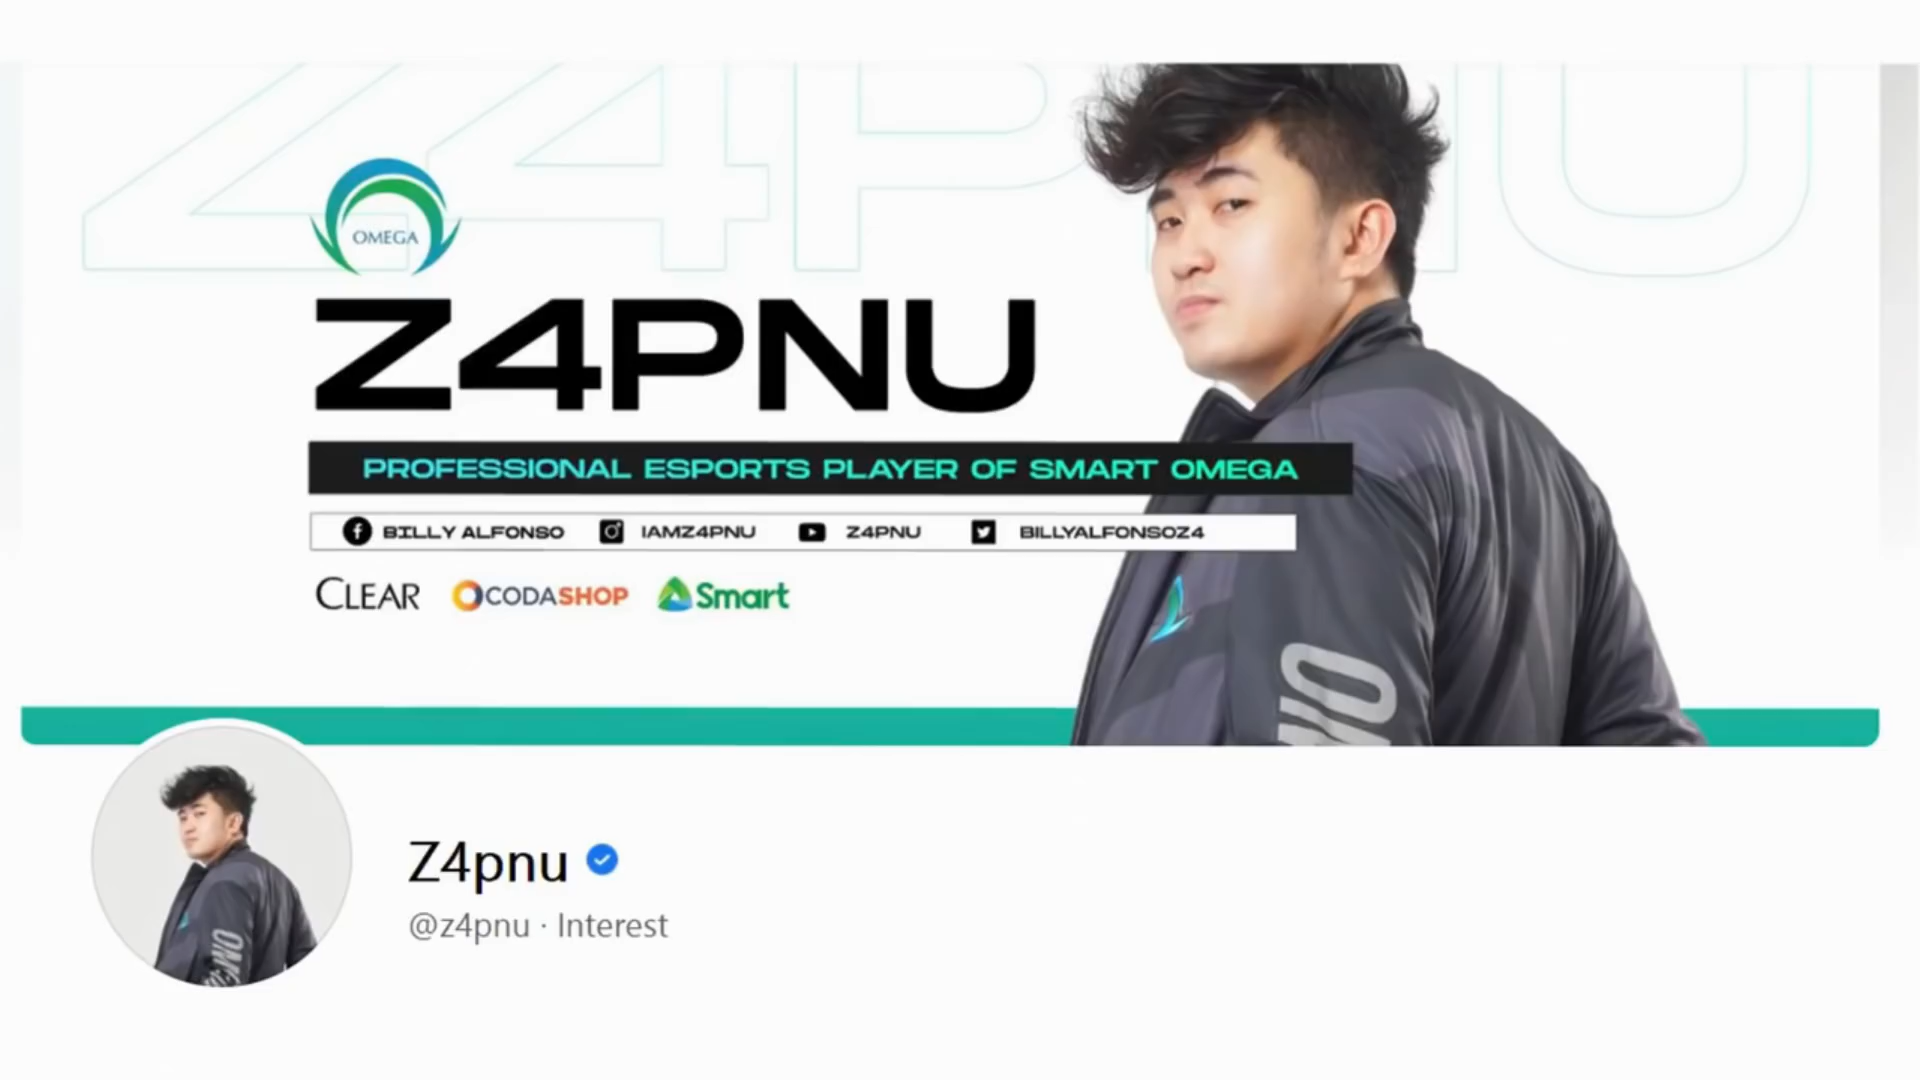 Z4PNU
OMEGA
Z4PNU
PROFESSIONAL ESPORTS PLAYER OF SMART OMEGA
BILLY ALFONSO IAMZ4PNU Z4PNU BILLYALFONSOZ4
CLEAR CODASHOP Smart
Z4pnu
@z4pnu · Interest